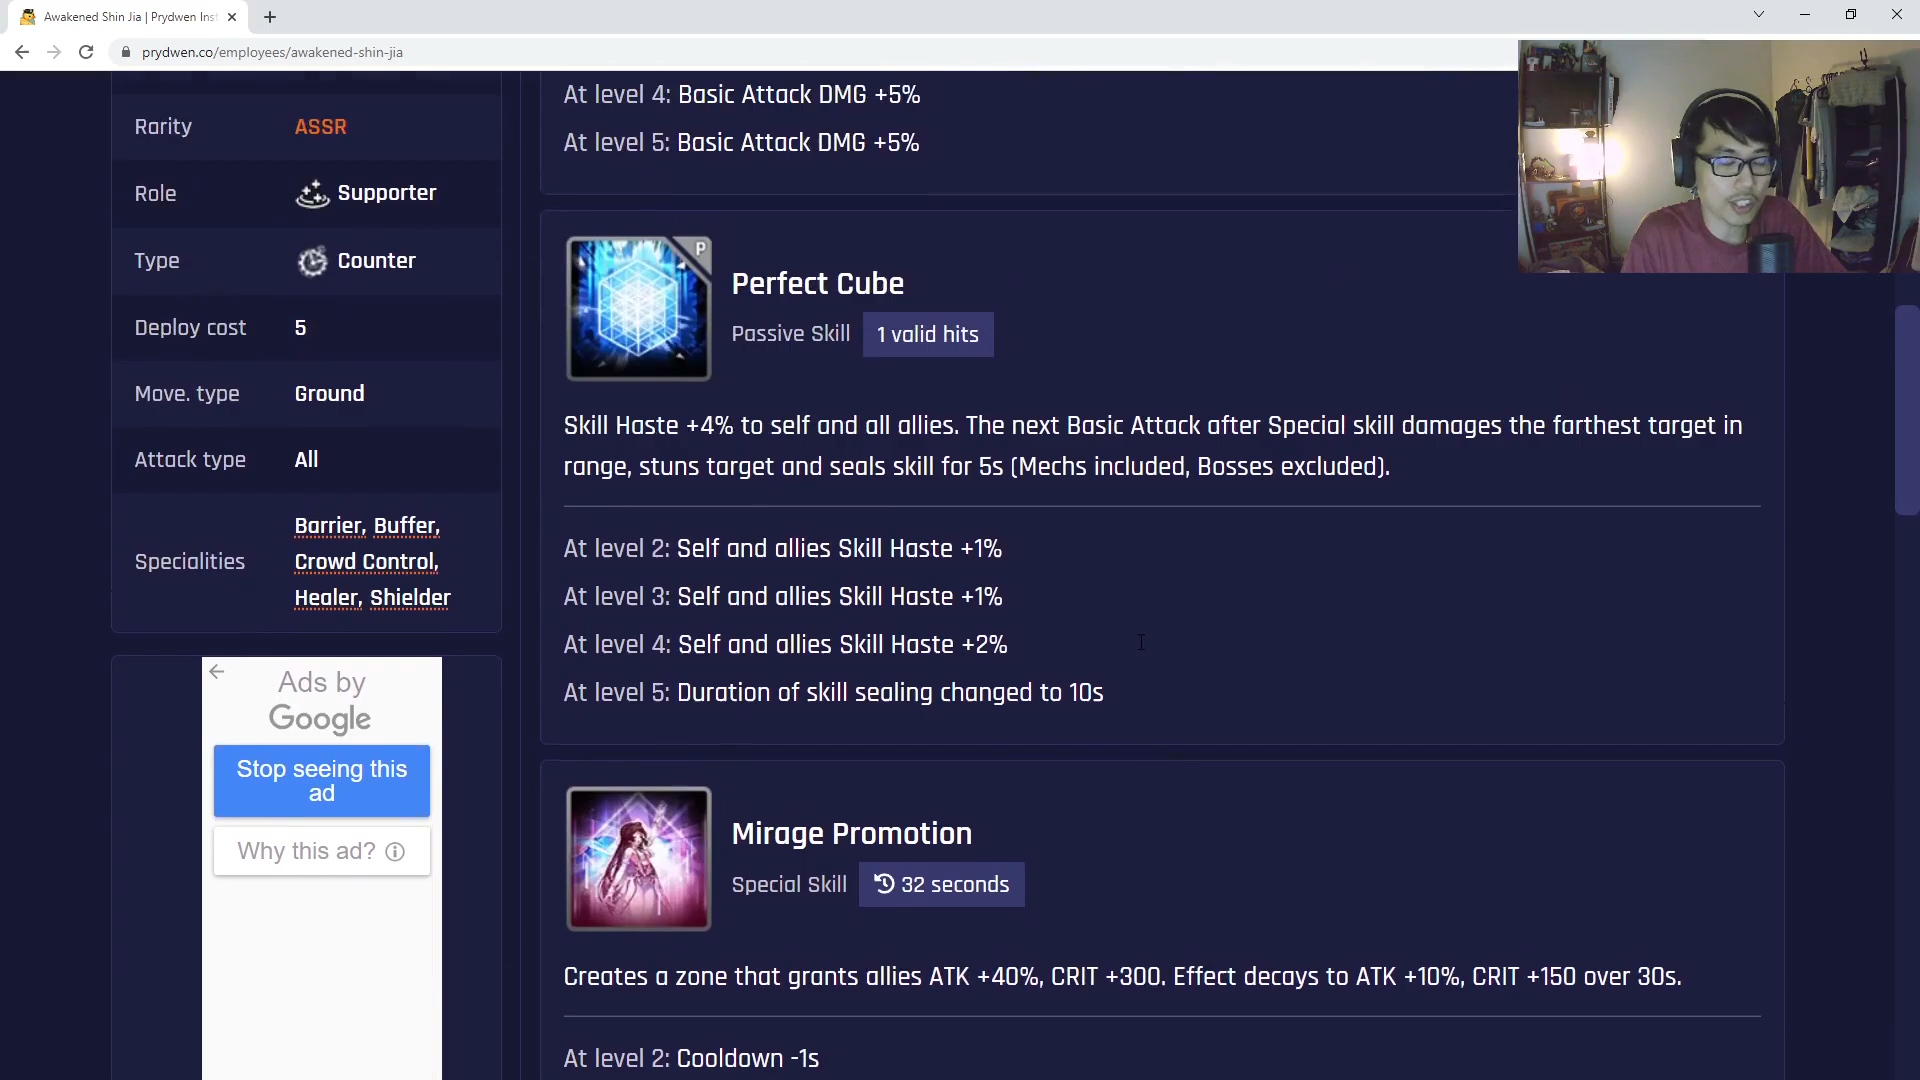 Awakened Shin Jia | Prydwen Inst
prydwen.co/employees/awakened-shin-jia
Rarity ASSR
Role Supporter
Type Counter
Deploy cost 5
Move. type Ground
Attack type All
Specialities Barrier, Buffer,
Crowd Control,
Healer, Shielder
Ads by
Google
Stop seeing this
ad
Why this ad?
At level 4: Basic Attack DMG +5%
At level 5: Basic Attack DMG +5%
P
Perfect Cube
Passive Skill 1 valid hits
Skill Haste +4% to self and all allies. The next Basic Attack after Special skill damages the farthest target in
range, stuns target and seals skill for 5s (Mechs included, Bosses excluded).
At level 2: Self and allies Skill Haste +1%
At level 3: Self and allies Skill Haste +1%
At level 4: Self and allies Skill Haste +2%
At level 5: Duration of skill sealing changed to 10s
Mirage Promotion
Special Skill 32 seconds
Creates a zone that grants allies ATK +40%, CRIT +300. Effect decays to ATK +10%, CRIT +150 over 30s.
At level 2: Cooldown -1s